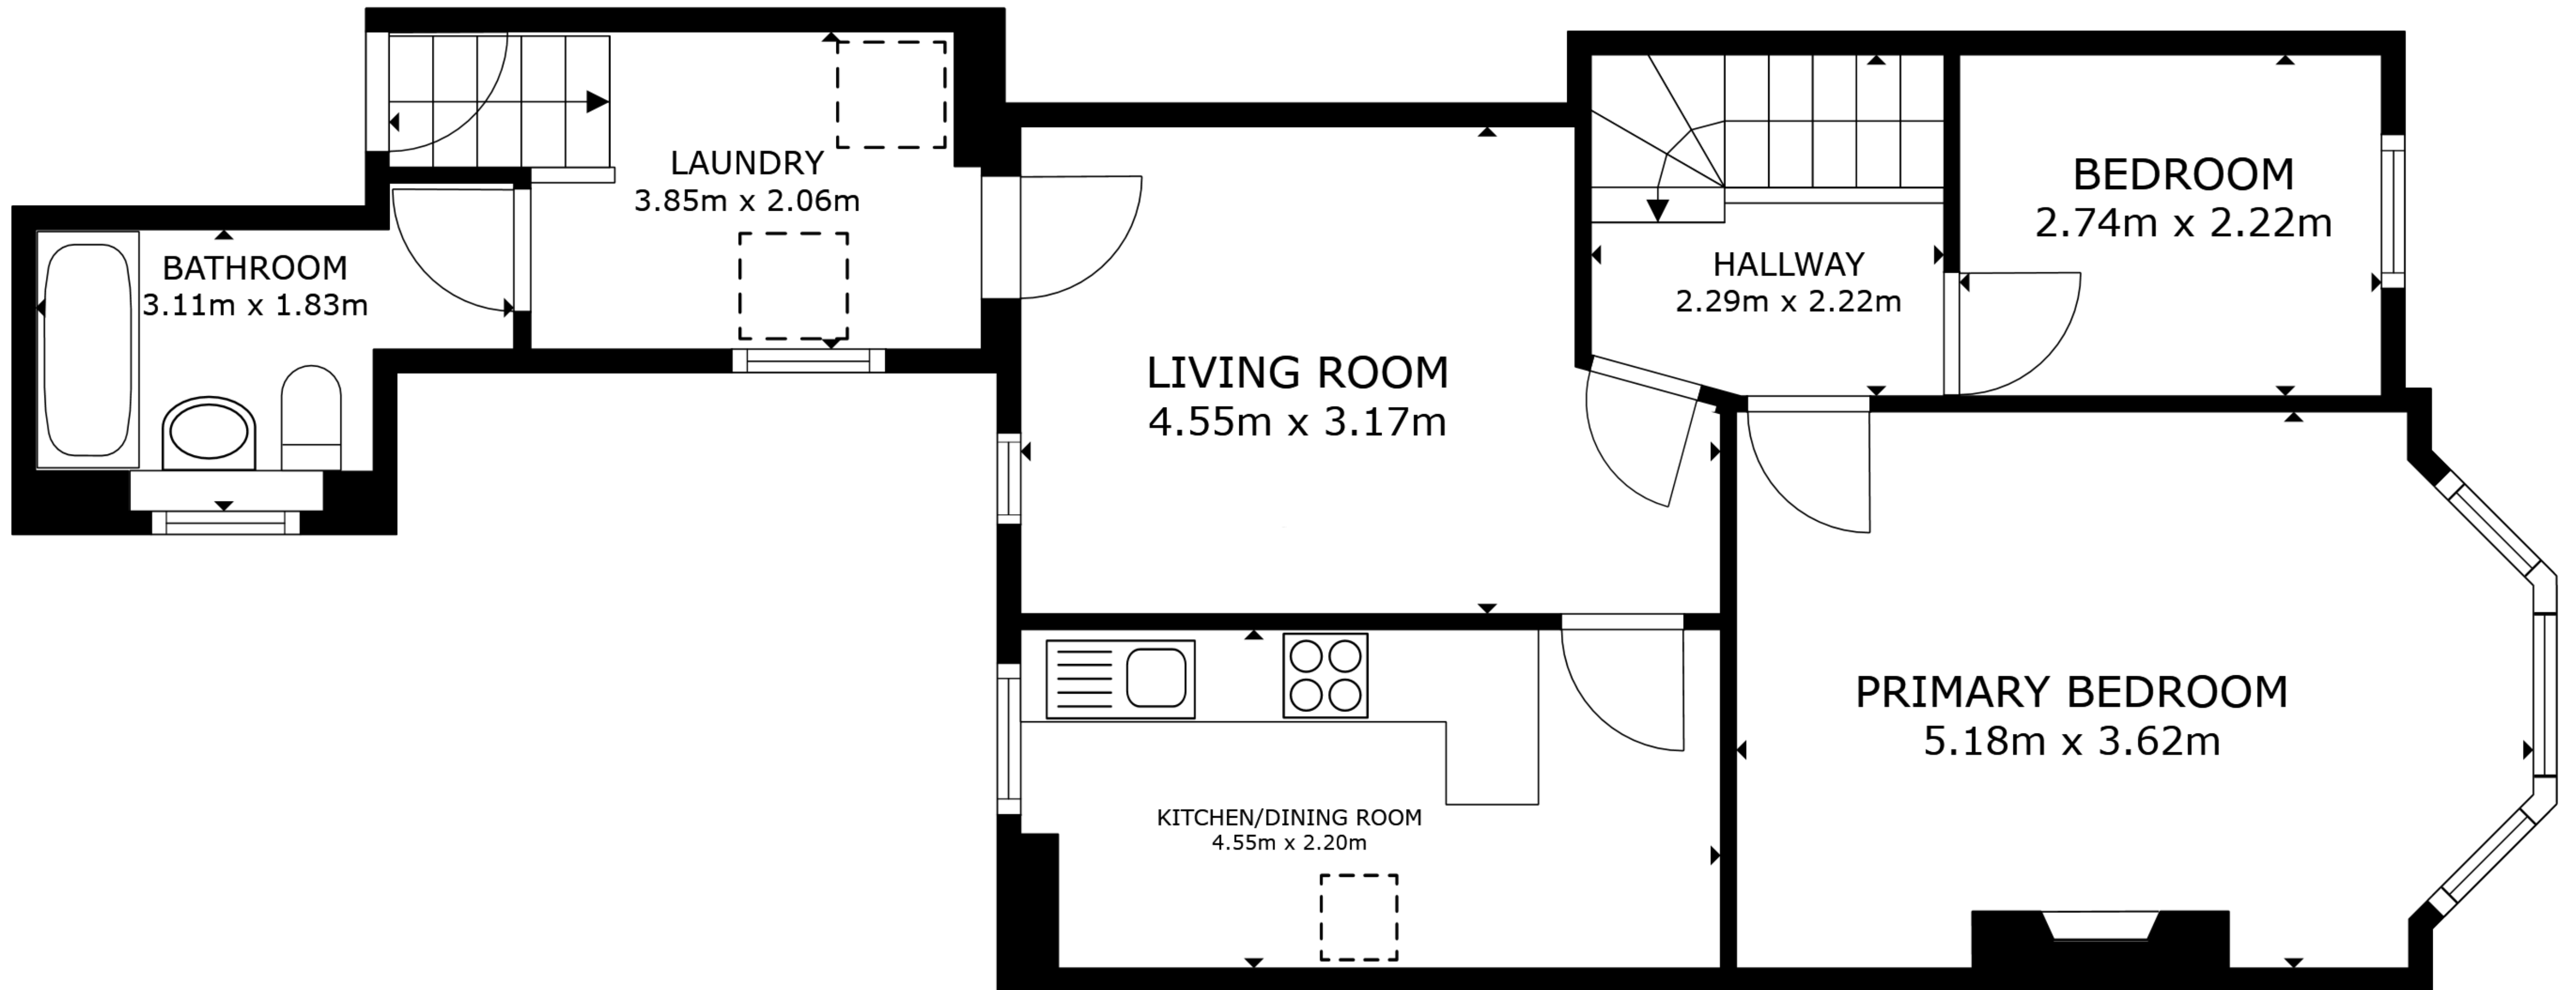 LAUNDRY
3.85m x 2.06m
BATHROOM
3.11m x 1.83m
LIVING ROOM
4.55m x 3.17m
HALLWAY
2.29m x 2.22m
BEDROOM
2.74m x 2.22m
KITCHEN/DINING ROOM
4.55m x 2.20m
PRIMARY BEDROOM
5.18m x 3.62m